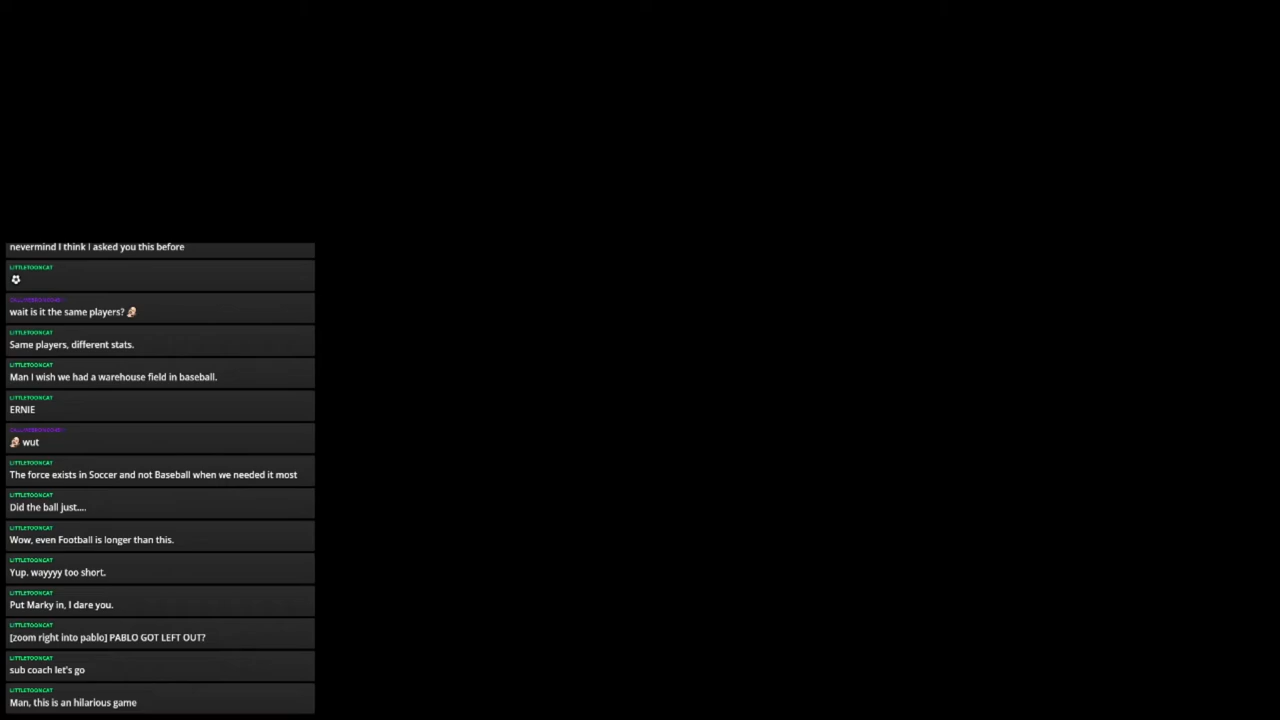 nevermind I think I asked you this before
LITTLETOONCAT
wait is it the same players?
LITTLETOONCAT
Same players, different stats.
LITTLETOONCAT
Man I wish we had a warehouse field in baseball.
LITTLETOONCAT
ERNIE
wut
LITTLETOONCAT
The force exists in Soccer and not Baseball when we needed it most
LITTLETOONCAT
Did the ball just....
LITTLETOONCAT
Wow, even Football is longer than this.
LITTLETOONCAT
Yup. wayyyy too short.
LITTLETOONCAT
Put Marky in, I dare you.
LITTLETOONCAT
[zoom right into pablo] PABLO GOT LEFT OUT?
LITTLETOONCAT
sub coach let's go
LITTLETOONCAT
Man, this is an hilarious game